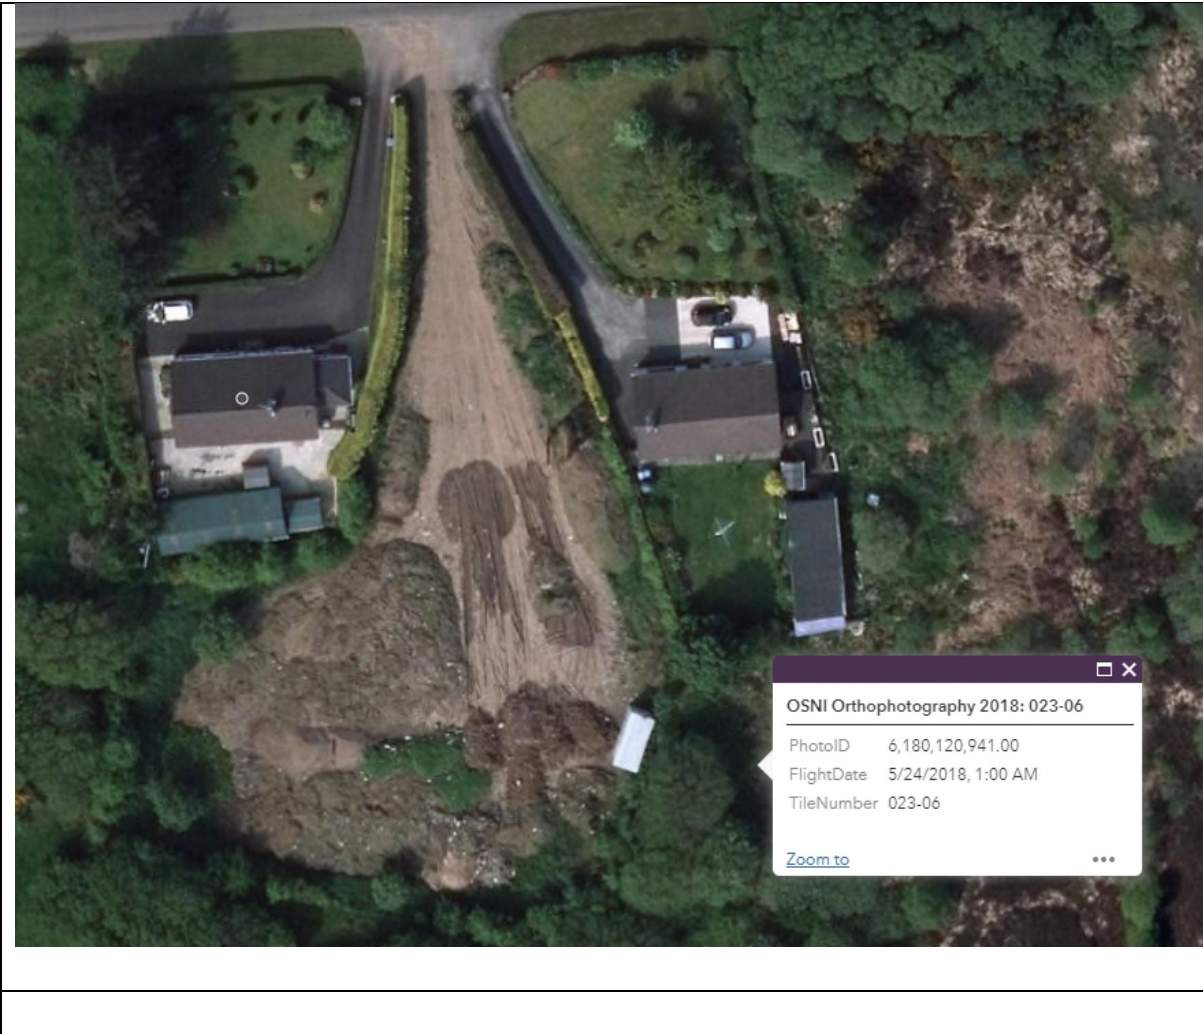 OSNI Orthophotography 2018: 023-06
PhotoID 6,180,120,941.00
FlightDate 5/24/2018, 1:00 AM
TileNumber 023-06
Zoom to